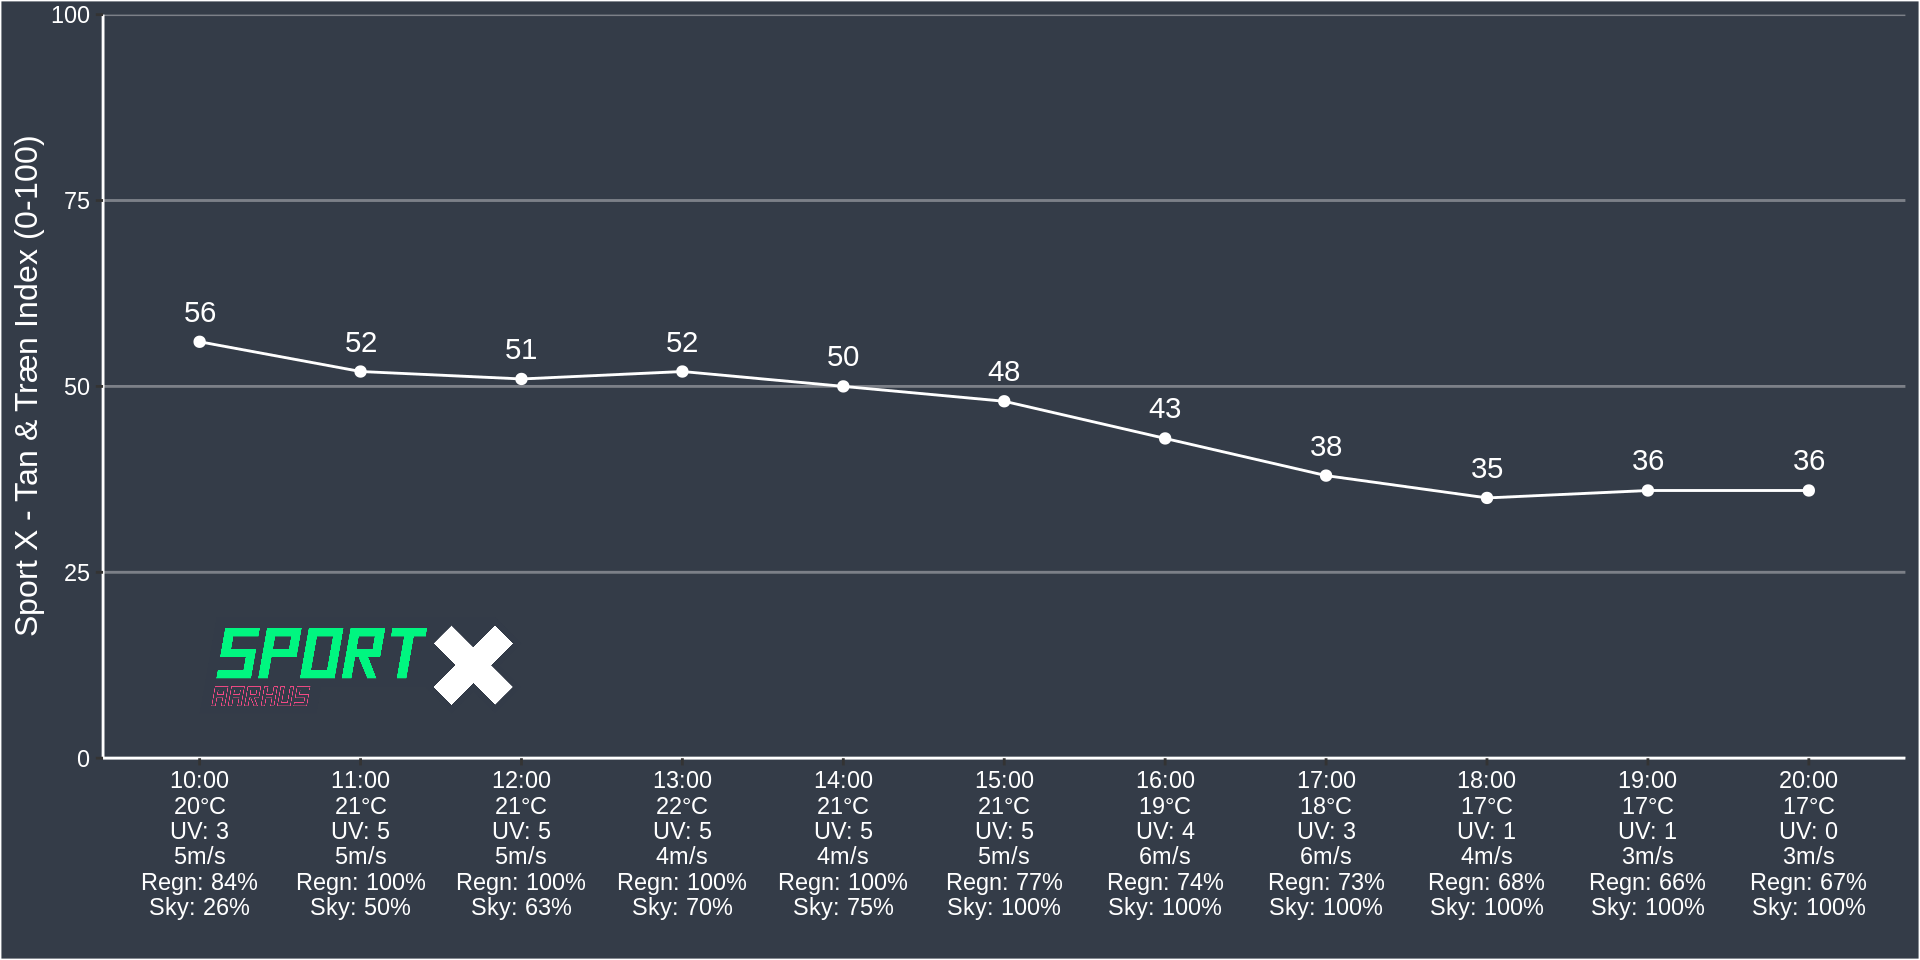 Sport X - Tan & Træn Index (0-100)
100
75
50
25
0
56
52
51
52
50
48
43
38
35
36
36
SPORT X
AARHUS
10:00 11:00 12:00 13:00 14:00 15:00 16:00 17:00 18:00 19:00 20:00
20°C 21°C 21°C 22°C 21°C 21°C 19°C 18°C 17°C 17°C 17°C
UV: 3 UV: 5 UV: 5 UV: 5 UV: 5 UV: 5 UV: 4 UV: 3 UV: 1 UV: 1 UV: 0
5m/s 5m/s 5m/s 4m/s 4m/s 5m/s 6m/s 6m/s 4m/s 3m/s 3m/s
Regn: 84% Regn: 100% Regn: 100% Regn: 100% Regn: 100% Regn: 77% Regn: 74% Regn: 73% Regn: 68% Regn: 66% Regn: 67%
Sky: 26% Sky: 50% Sky: 63% Sky: 70% Sky: 75% Sky: 100% Sky: 100% Sky: 100% Sky: 100% Sky: 100% Sky: 100%